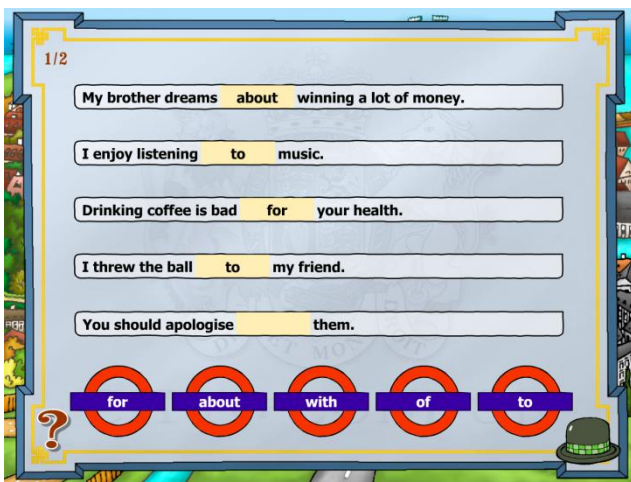 1/2
My brother dreams about winning a lot of money.
I enjoy listening to music.
Drinking coffee is bad for your health.
I threw the ball to my friend.
You should apologise them.
for about with of to
?